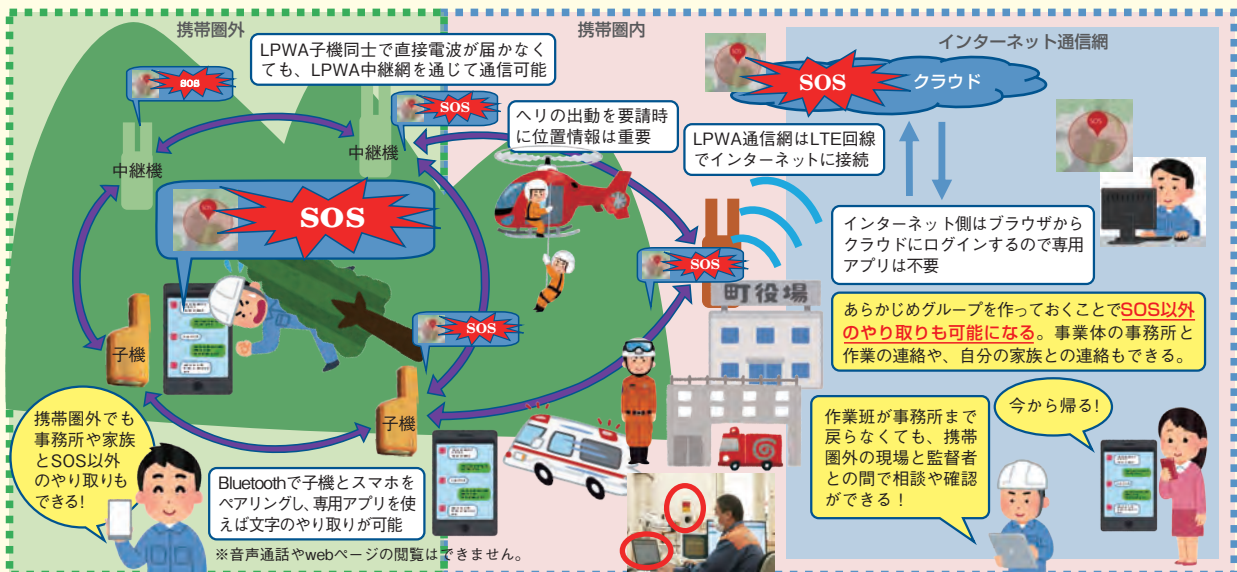 携帯圏外
携帯圏内
インターネット通信網
LPWA子機同士で直接電波が届かなく
ても、LPWA中継網を通じて通信可能
SOS
SOS
SOS
クラウド
SOS
ヘリの出動を要請時
に位置情報は重要
LPWA通信網はLTE回線
でインターネットに接続
中継機
中継機
SOS
インターネット側はブラウザから
クラウドにログインするので専用
アプリは不要
SOS
町役場
あらかじめグループを作っておくことでSOS以外
のやり取りも可能になる。事業体の事務所と
作業の連絡や、自分の家族との連絡もできる。
SOS
子機
子機
携帯圏外でも
事務所や家族
とSOS以外
のやり取りも
できる!
Bluetoothで子機とスマホを
ペアリングし、専用アプリを使
えば文字のやり取りが可能
※音声通話やwebページの閲覧はできません。
作業班が事務所まで
戻らなくても、携帯
圏外の現場と監督者
との間で相談や確認
ができる！
今から帰る!